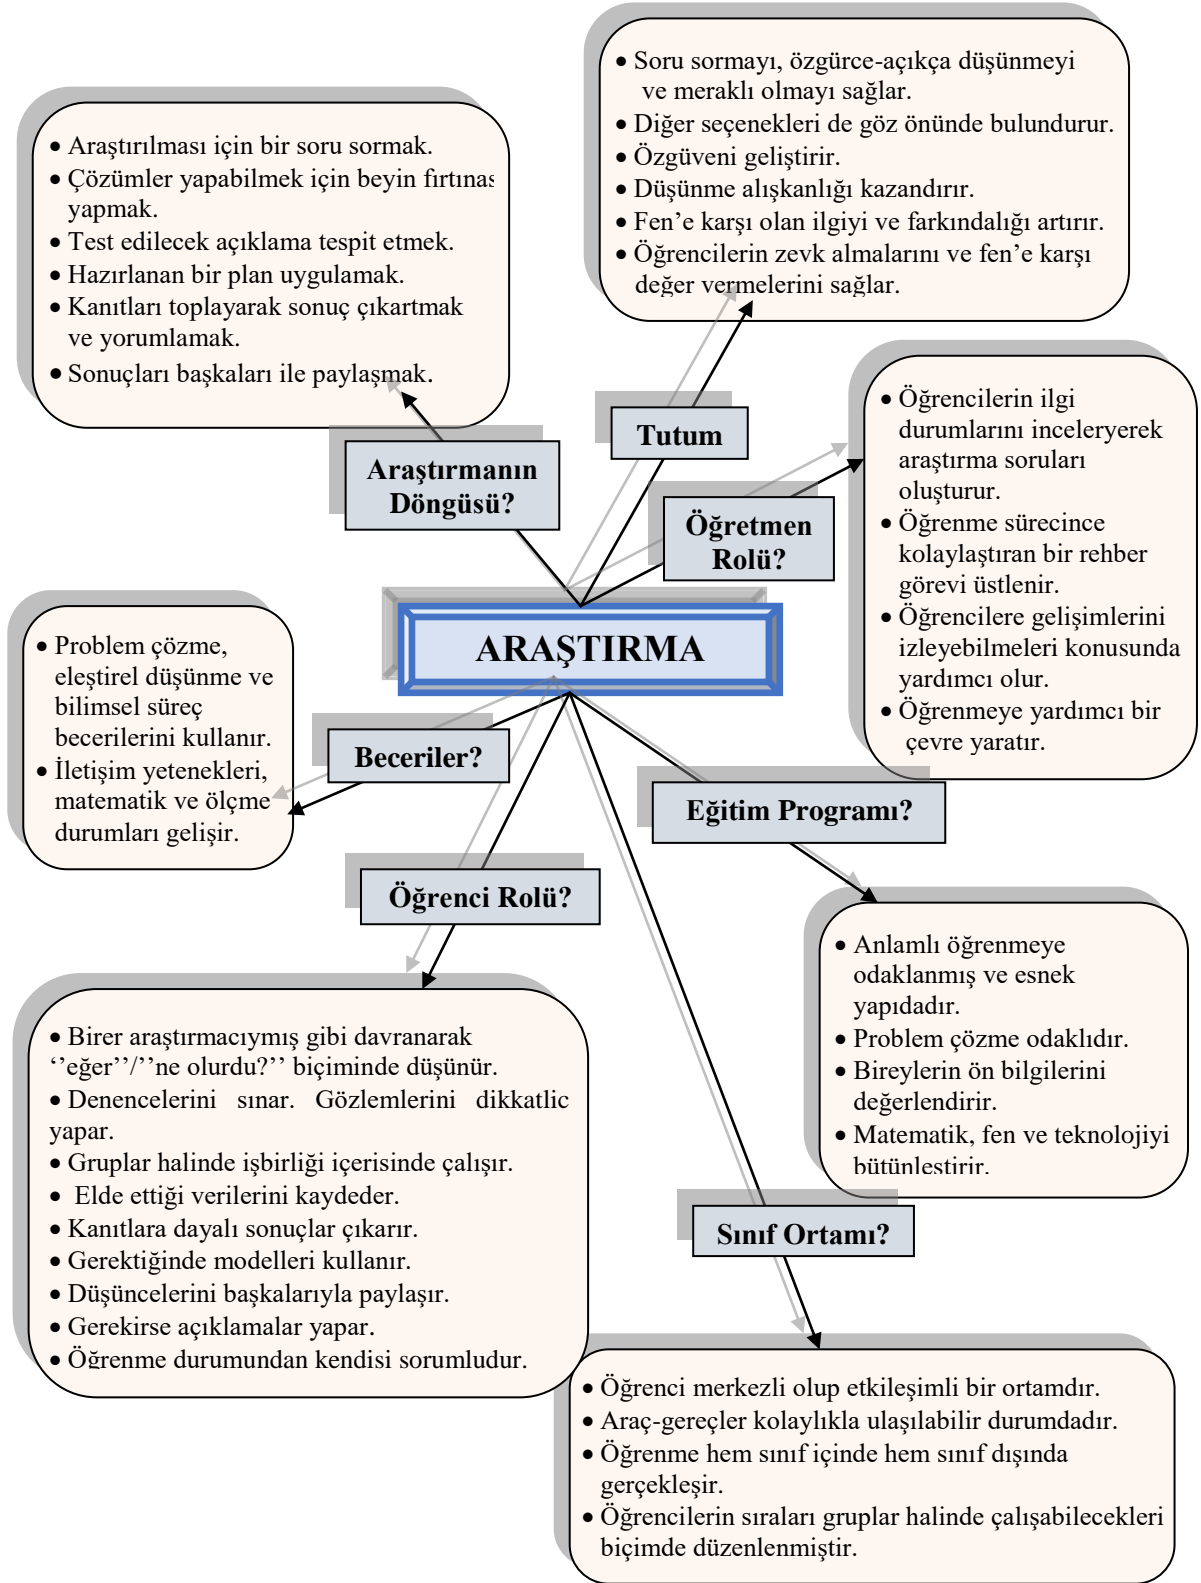 • Soru sormayı, özgürce-açıkça düşünmeyi
ve meraklı olmayı sağlar.
• Diğer seçenekleri de göz önünde bulundurur.
• Özgüveni geliştirir.
• Düşünme alışkanlığı kazandırır.
• Fen’e karşı olan ilgiyi ve farkındalığı artırır.
• Öğrencilerin zevk almalarını ve fen’e karşı
değer vermelerini sağlar.
• Araştırılması için bir soru sormak.
• Çözümler yapabilmek için beyin fırtınas
yapmak.
• Test edilecek açıklama tespit etmek.
• Hazırlanan bir plan uygulamak.
• Kanıtları toplayarak sonuç çıkartmak
ve yorumlamak.
• Sonuçları başkaları ile paylaşmak.
Tutum
Araştırmanın
Döngüsü?
Öğretmen
Rolü?
• Öğrencilerin ilgi
durumlarını inceleryerek
araştırma soruları
oluşturur.
• Öğrenme sürecince
kolaylaştıran bir rehber
görevi üstlenir.
• Öğrencilere gelişimlerini
izleyebilmeleri konusunda
yardımcı olur.
• Öğrenmeye yardımcı bir
çevre yaratır.
ARAŞTIRMA
• Problem çözme,
eleştirel düşünme ve
bilimsel süreç
becerilerini kullanır.
• İletişim yetenekleri,
matematik ve ölçme
durumları gelişir.
Beceriler?
Eğitim Programı?
Öğrenci Rolü?
• Anlamlı öğrenmeye
odaklanmış ve esnek
yapıdadır.
• Problem çözme odaklıdır.
• Bireylerin ön bilgilerini
değerlendirir.
• Matematik, fen ve teknolojiyi
bütünleştirir.
• Birer araştırmacıymış gibi davranarak
‘’eğer’’/’’ne olurdu?’’ biçiminde düşünür.
• Denencelerini sınar. Gözlemlerini dikkatlic
yapar.
• Gruplar halinde işbirliği içerisinde çalışır.
• Elde ettiği verilerini kaydeder.
• Kanıtlara dayalı sonuçlar çıkarır.
• Gerektiğinde modelleri kullanır.
• Düşüncelerini başkalarıyla paylaşır.
• Gerekirse açıklamalar yapar.
• Öğrenme durumundan kendisi sorumludur.
Sınıf Ortamı?
• Öğrenci merkezli olup etkileşimli bir ortamdır.
• Araç-gereçler kolaylıkla ulaşılabilir durumdadır.
• Öğrenme hem sınıf içinde hem sınıf dışında
gerçekleşir.
• Öğrencilerin sıraları gruplar halinde çalışabilecekleri
biçimde düzenlenmiştir.